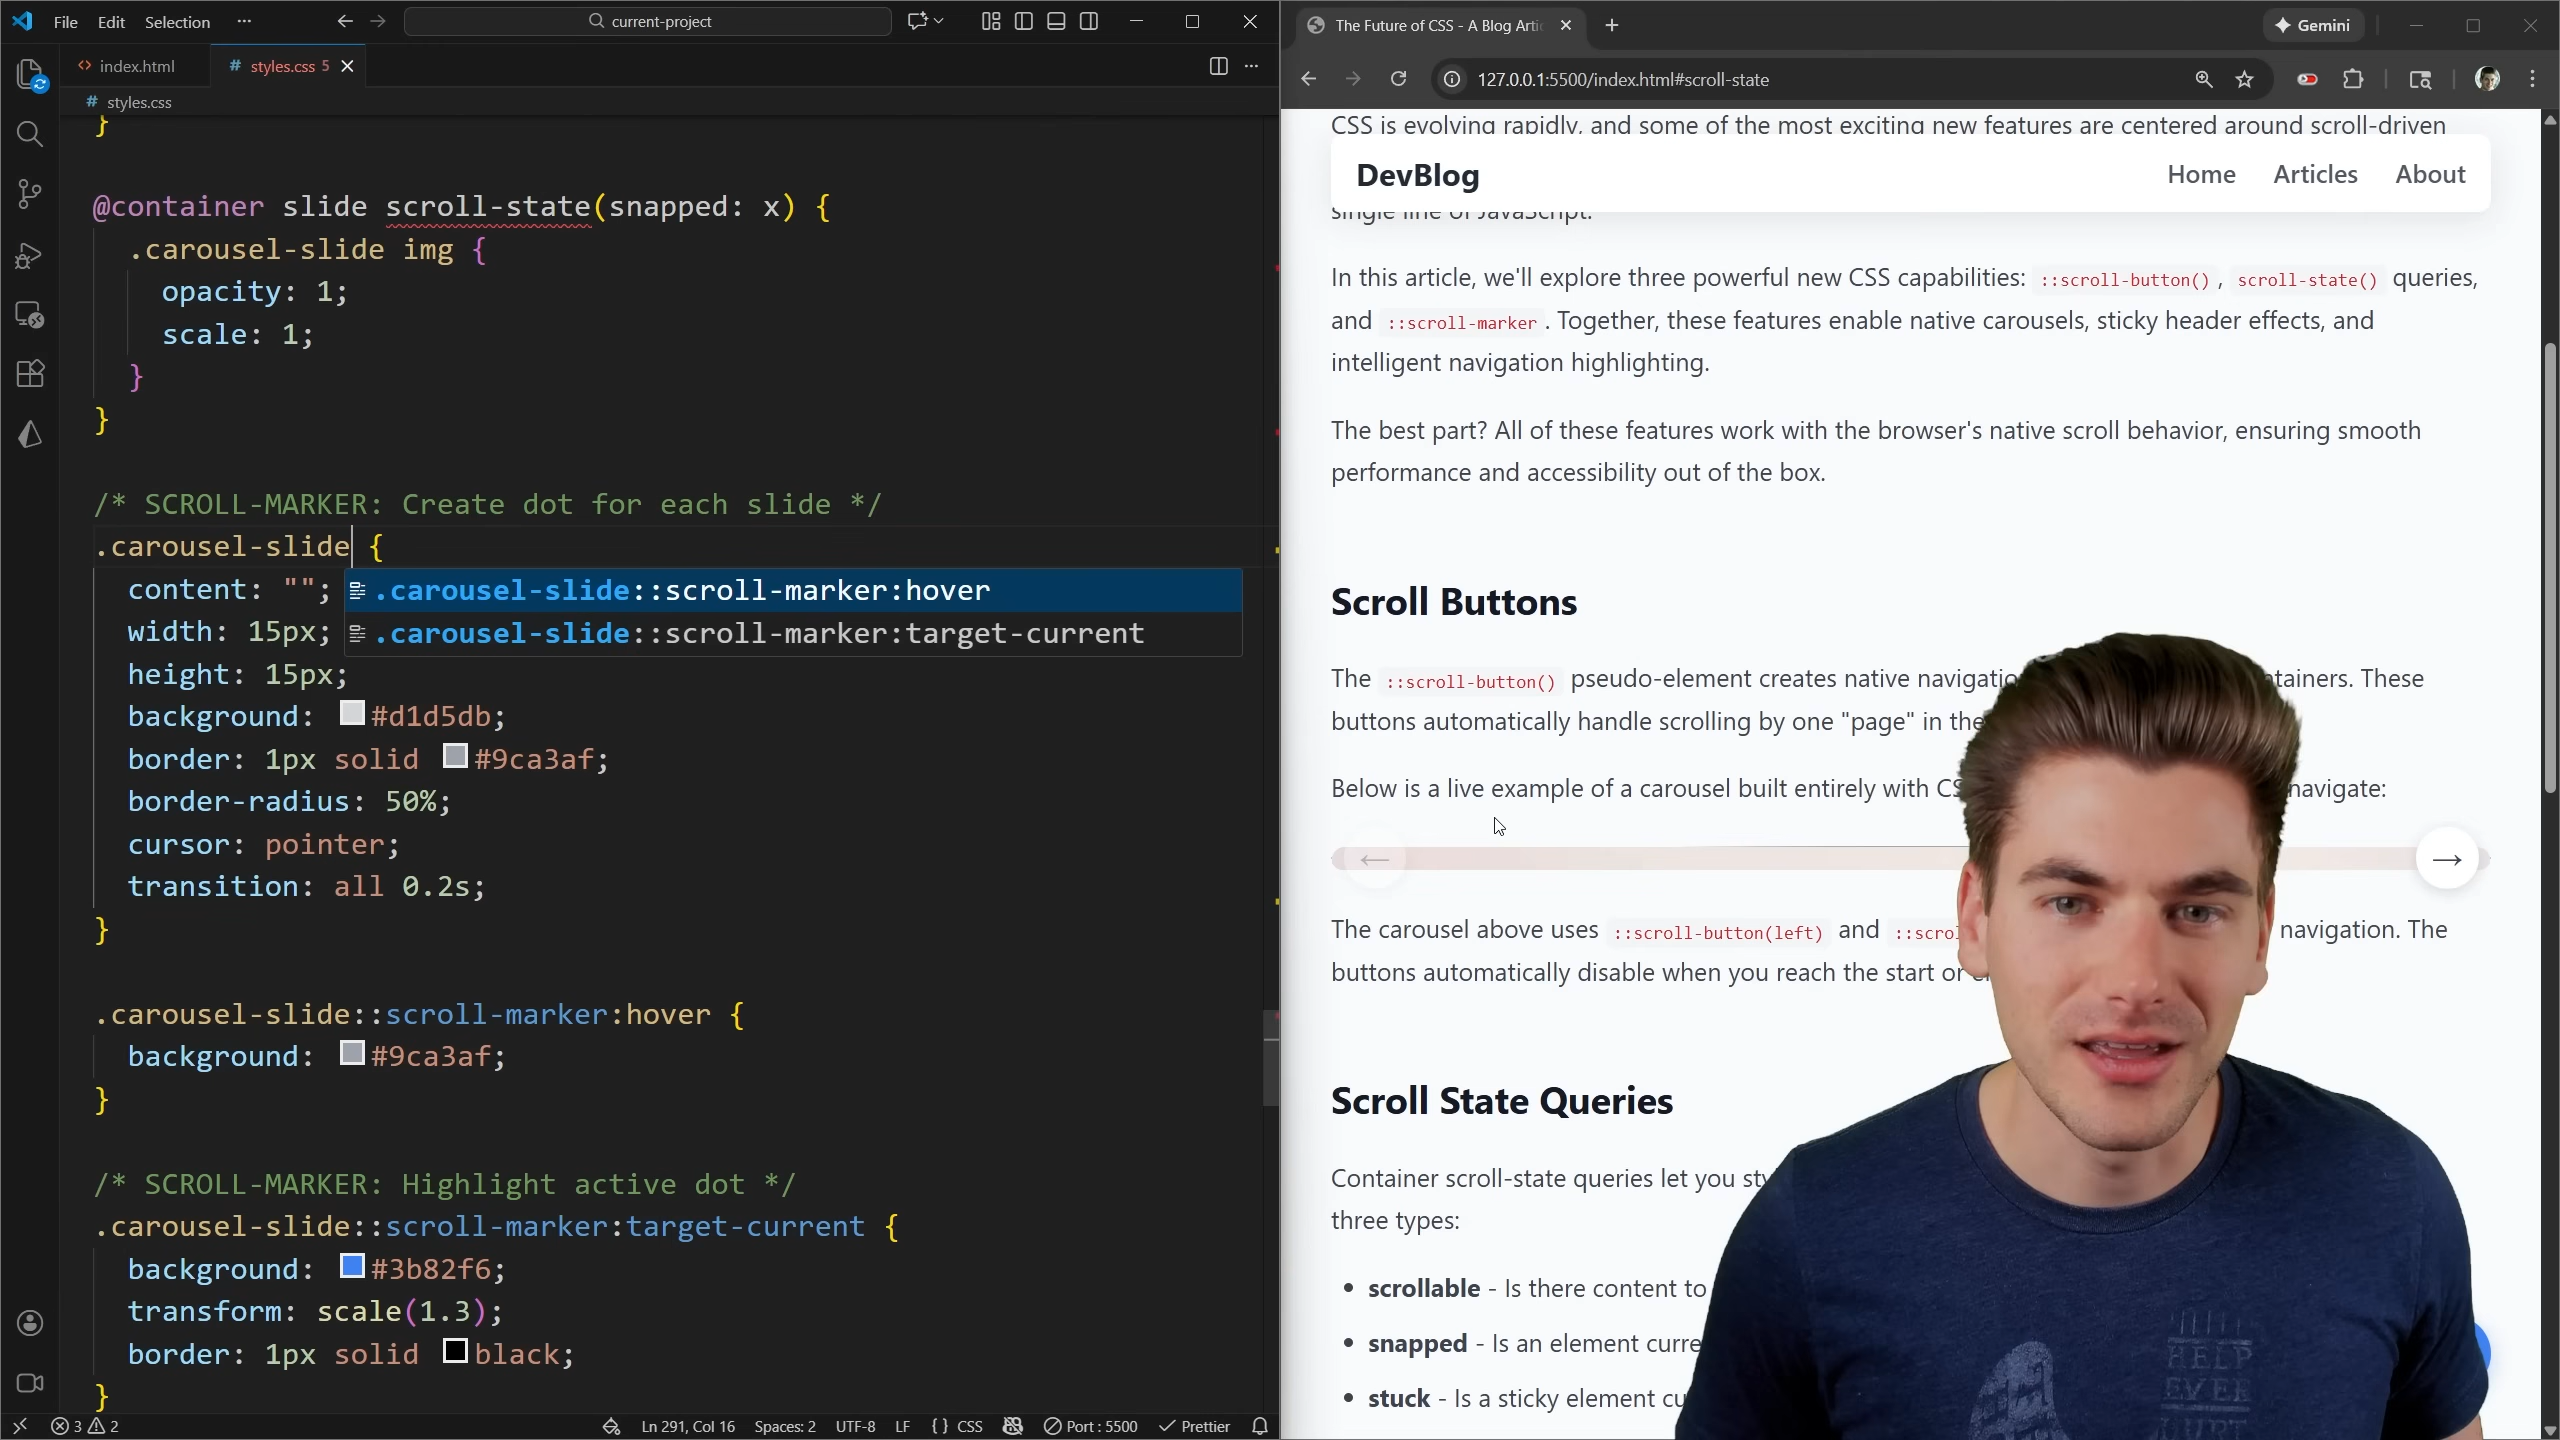 File Edit Selection ···
current-project
index.html
styles.css 5
styles.css
}
@container slide scroll-state(snapped: x) {
.carousel-slide img {
opacity: 1;
scale: 1;
}
}
/* SCROLL-MARKER: Create dot for each slide */
.carousel-slide {
content: "";
.carousel-slide::scroll-marker:hover
width: 15px;
.carousel-slide::scroll-marker:target-current
height: 15px;
background: #d1d5db;
border: 1px solid #9ca3af;
border-radius: 50%;
cursor: pointer;
transition: all 0.2s;
}
.carousel-slide::scroll-marker:hover {
background: #9ca3af;
}
/* SCROLL-MARKER: Highlight active dot */
.carousel-slide::scroll-marker:target-current {
background: #3b82f6;
transform: scale(1.3);
border: 1px solid black;
}
3 2
Ln 291, Col 16 Spaces: 2 UTF-8 LF { } CSS Port : 5500 Prettier
The Future of CSS - A Blog Arti
Gemini
127.0.0.1:5500/index.html#scroll-state
CSS is evolving rapidly, and some of the most exciting new features are centered around scroll-driven
DevBlog
Home Articles About
single line of JavaScript.
In this article, we'll explore three powerful new CSS capabilities: ::scroll-button() , scroll-state() queries,
and ::scroll-marker . Together, these features enable native carousels, sticky header effects, and
intelligent navigation highlighting.
The best part? All of these features work with the browser's native scroll behavior, ensuring smooth
performance and accessibility out of the box.
Scroll Buttons
The ::scroll-button() pseudo-element creates native navigatio tainers. These
buttons automatically handle scrolling by one "page" in the
Below is a live example of a carousel built entirely with CS navigate:
← →
The carousel above uses ::scroll-button(left) and ::scrol navigation. The
buttons automatically disable when you reach the start or
Scroll State Queries
Container scroll-state queries let you sty
three types:
• scrollable - Is there content to
• snapped - Is an element curre
• stuck - Is a sticky element cu
HELP
EVER
HURT